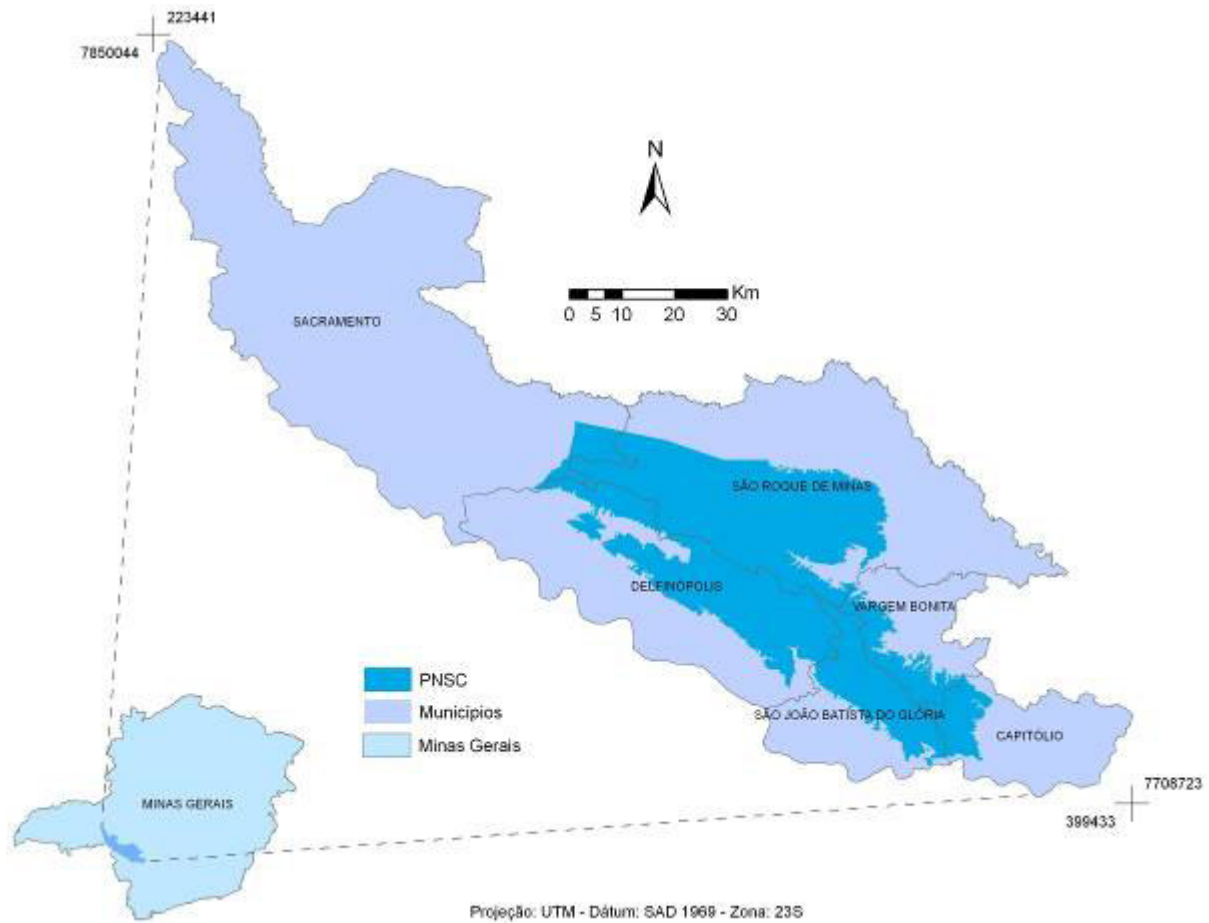 223441
7850044
N
Km
0 5 10 20 30
SACRAMENTO
SÃO ROQUE DE MINAS
DELFINÓPOLIS
VARGEM BONITA
PNSC
Municípios
Minas Gerais
SÃO JOÃO BATISTA DO GLÓRIA
CAPITÓLIO
7708723
399433
MINAS GERAIS
Projeção: UTM - Dátum: SAD 1969 - Zona: 23S